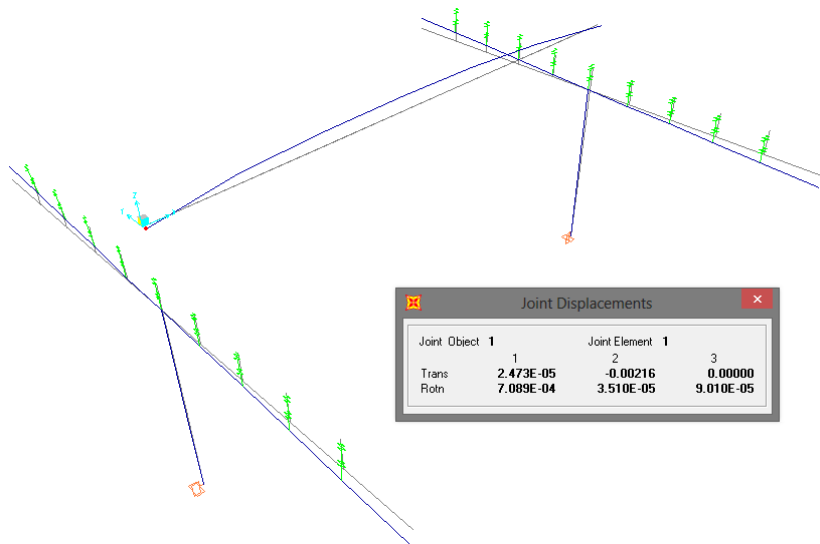 Z
1
Joint Displacements
Joint Object 1 Joint Element 1
1 2 3
Trans 2.473E-05 -0.00216 0.00000
Rotn 7.089E-04 3.510E-05 9.010E-05